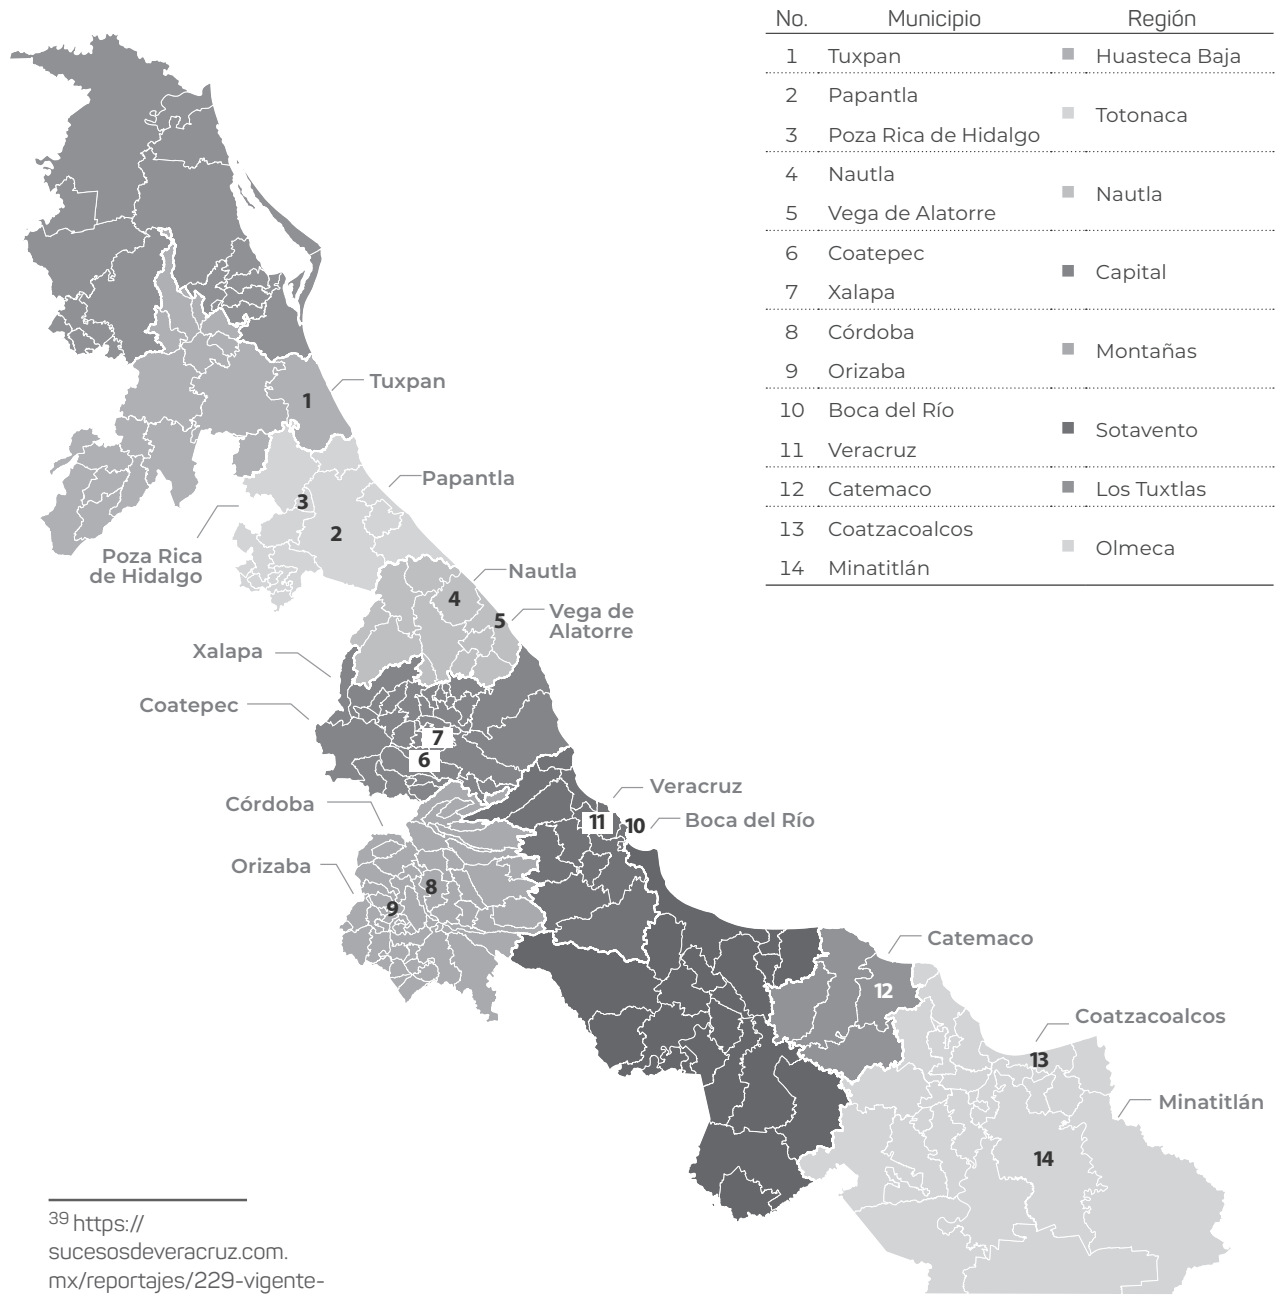 No. Municipio Región
1 Tuxpan Huasteca Baja
2 Papantla
Totonaca
3 Poza Rica de Hidalgo
4 Nautla
Nautla
5 Vega de Alatorre
6 Coatepec
Capital
7 Xalapa
8 Córdoba
Montañas
9 Orizaba
10 Boca del Río
Sotavento
11 Veracruz
12 Catemaco Los Tuxtlas
13 Coatzacoalcos
Olmeca
14 Minatitlán
Tuxpan
1
Papantla
3
2
Poza Rica
de Hidalgo
Nautla
4
5
Vega de
Alatorre
Xalapa
Coatepec
7
6
Veracruz
Córdoba
11
10
Boca del Río
Orizaba
8
9
Catemaco
12
Coatzacoalcos
13
Minatitlán
14
39 https://
sucesosdeveracruz.com.
mx/reportajes/229-vigente-